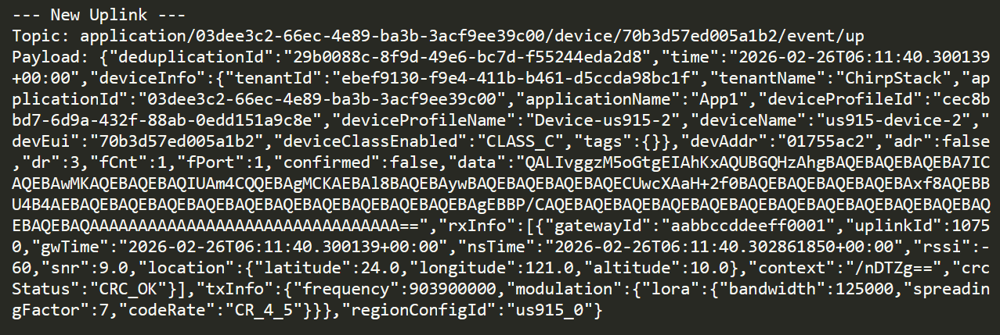 --- New Uplink ---
Topic: application/03dee3c2-66ec-4e89-ba3b-3acf9ee39c00/device/70b3d57ed005a1b2/event/up
Payload: {"deduplicationId":"29b0088c-8f9d-49e6-bc7d-f55244eda2d8","time":"2026-02-26T06:11:40.300139
+00:00","deviceInfo":{"tenantId":"ebef9130-f9e4-411b-b461-d5ccda98bc1f","tenantName":"ChirpStack","ap
plicationId":"03dee3c2-66ec-4e89-ba3b-3acf9ee39c00","applicationName":"App1","deviceProfileId":"cec8b
bd7-6d9a-432f-88ab-0edd151a9c8e","deviceProfileName":"Device-us915-2","deviceName":"us915-device-2","
devEui":"70b3d57ed005a1b2","deviceClassEnabled":"CLASS_C","tags":{}},"devAddr":"01755ac2","adr":false
,"dr":3,"fCnt":1,"fPort":1,"confirmed":false,"data":"QALIvggzM5oGtgEIAhKxAQUBGQHzAhgBAQEBAQEBAQEBA7IC
AQEBAwMKAQEBAQEBAQIUAm4CQQEBAgMCKAEBAl8BAQEBAywBAQEBAQEBAQEBAQECUwcXAaH+2f0BAQEBAQEBAQEBAQEBAxf8AQEBB
U4B4AEBAQEBAQEBAQEBAQEBAQEBAQEBAQEBAQEBAQEBAQEBAgEBBP/CAQEBAQEBAQEBAQEBAQEBAQEBAQEBAQEBAQEBAQEBAQEBAQ
EBAQEBAQAAAAAAAAAAAAAAAAAAAAAAAAAAAAAAAAA==","rxInfo":[{"gatewayId":"aabbccddeeff0001","uplinkId":1075
0,"gwTime":"2026-02-26T06:11:40.300139+00:00","nsTime":"2026-02-26T06:11:40.302861850+00:00","rssi":-
60,"snr":9.0,"location":{"latitude":24.0,"longitude":121.0,"altitude":10.0},"context":"/nDTZg==","crc
Status":"CRC_OK"}],"txInfo":{"frequency":903900000,"modulation":{"lora":{"bandwidth":125000,"spreadin
gFactor":7,"codeRate":"CR_4_5"}}},"regionConfigId":"us915_0"}